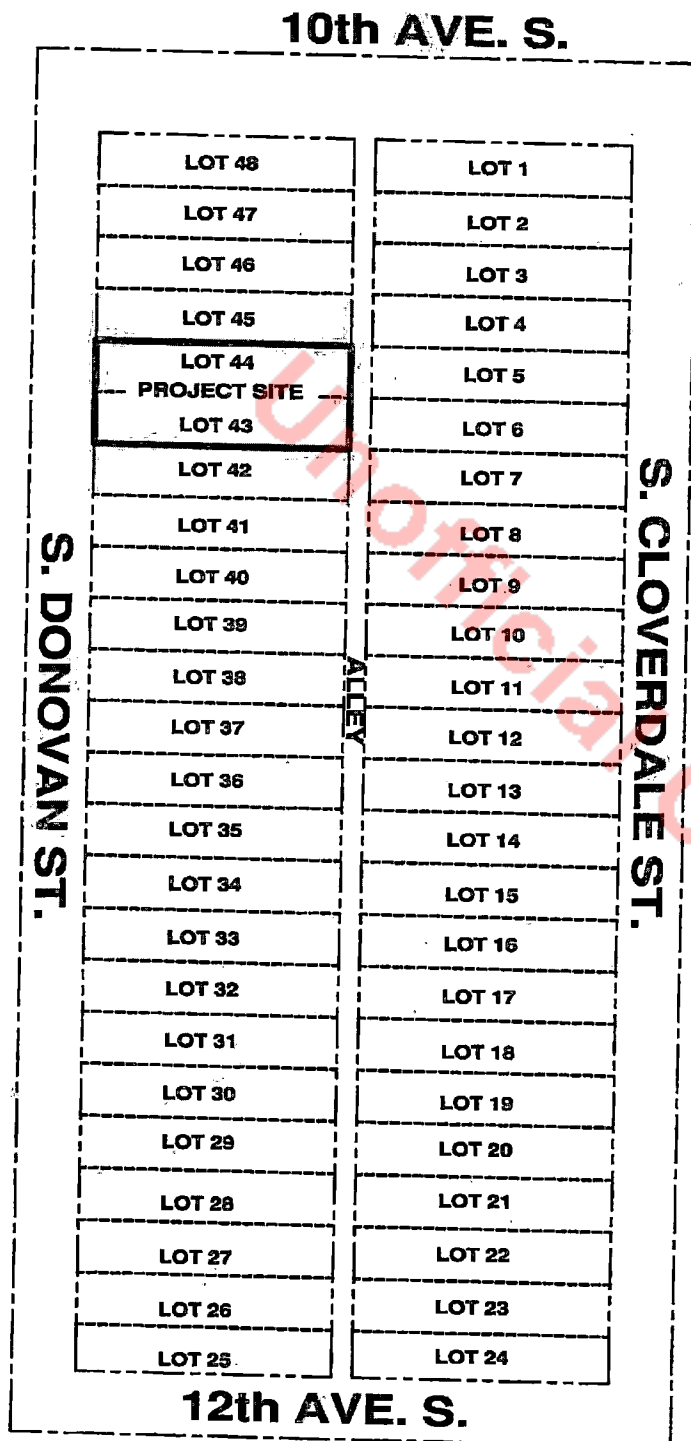 10th AVE. S.
LOT 48
LOT 47
LOT 46
LOT 45
LOT 44
PROJECT SITE
LOT 43
LOT 42
LOT 41
LOT 40
LOT 39
LOT 38
LOT 37
LOT 36
LOT 35
LOT 34
LOT 33
LOT 32
LOT 31
LOT 30
LOT 29
LOT 28
LOT 27
LOT 26
LOT 25
LOT 1
LOT 2
LOT 3
LOT 4
LOT 5
LOT 6
LOT 7
LOT 8
LOT 9
LOT 10
LOT 11
LOT 12
LOT 13
LOT 14
LOT 15
LOT 16
LOT 17
LOT 18
LOT 19
LOT 20
LOT 21
LOT 22
LOT 23
LOT 24
S. DONOVAN ST.
ALLEY
S. CLOVERDALE ST.
12th AVE. S.
Unofficial